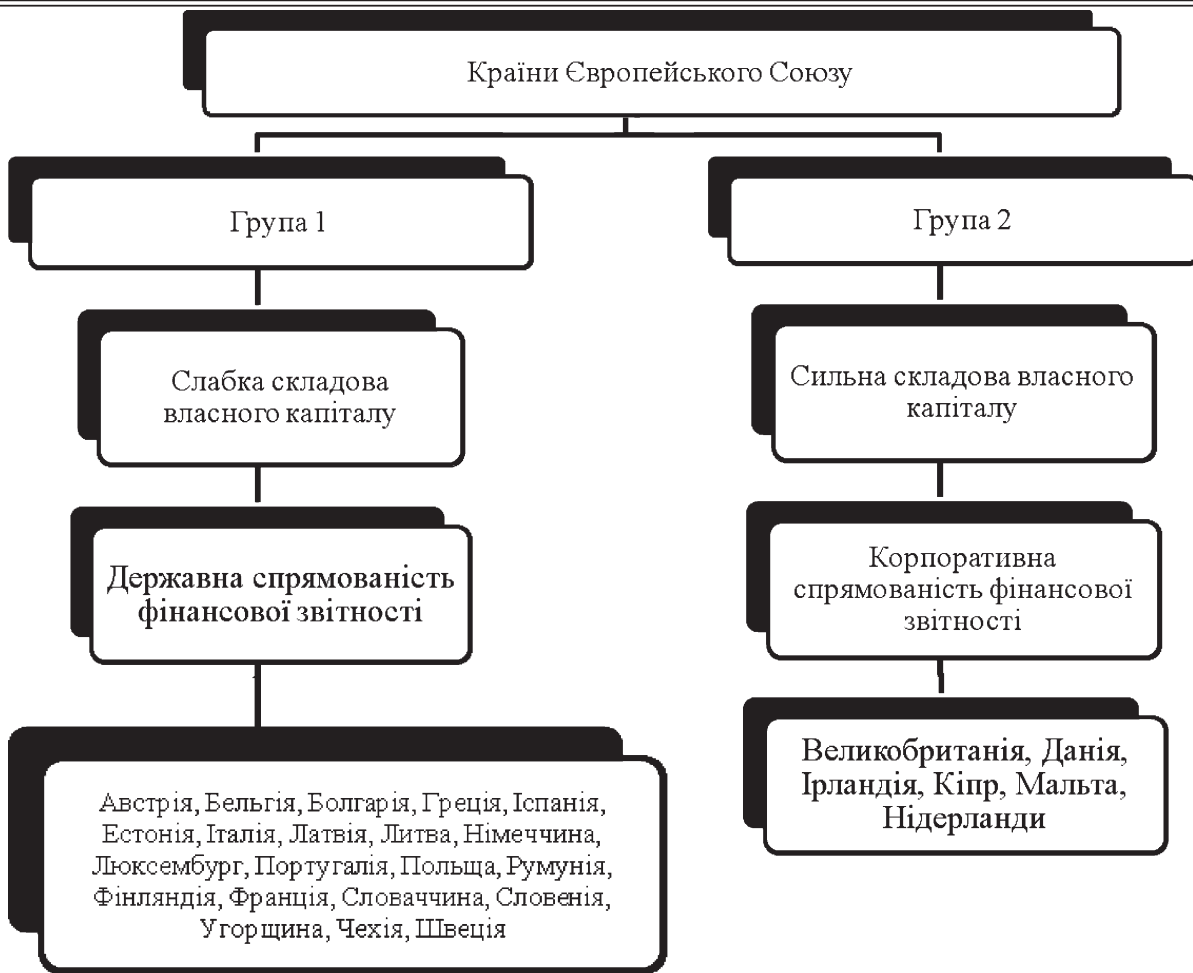 Країни Європейського Союзу
Група 1
Слабка складова
власного капіталу
Державна спрямованість
фінансової звітності
Австрія, Бельгія, Болгарія, Греція, Іспанія,
Естонія, Італія, Латвія, Литва, Німеччина,
Люксембург, Португалія, Польща, Румунія,
Фінляндія, Франція, Словаччина, Словенія,
Угорщина, Чехія, Швеція
Група 2
Сильна складова власного
капіталу
Корпоративна
спрямованість фінансової
звітності
Великобританія, Данія,
Ірландія, Кіпр, Мальта,
Нідерланди